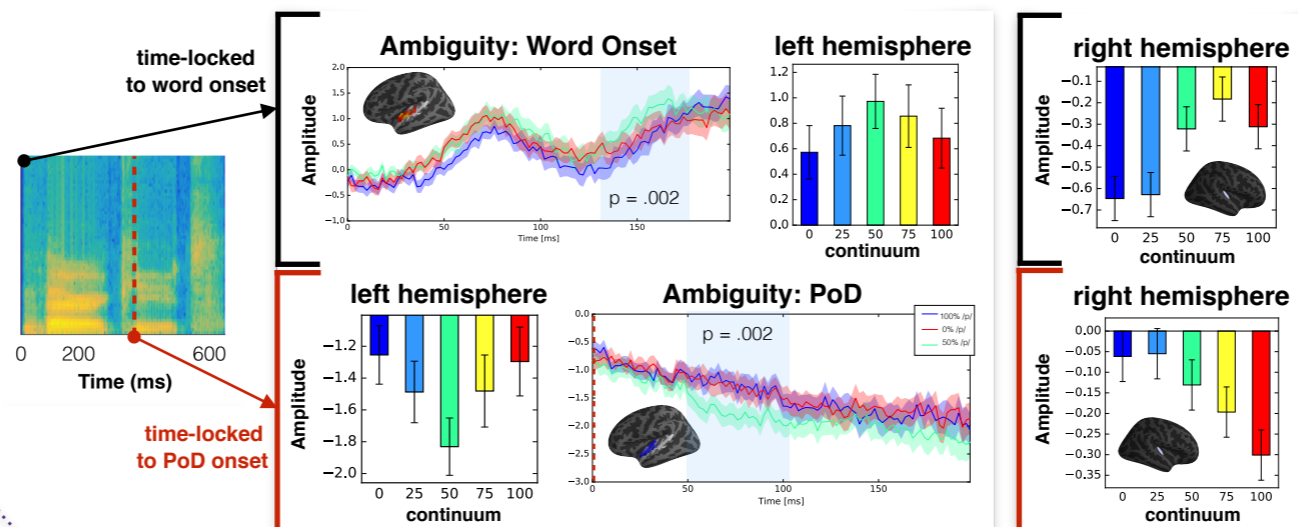 time-locked
to word onset
0
200
600
Time (ms)
time-locked
to PoD onset
Ambiguity: Word Onset
Amplitude
2.0
1.5
1.0
0.5
0.0
−0.5
−1,0
0
50
100
150
Time [ms]
p = .002
left hemisphere
1.2
1.0
0.8
0.6
0.4
0.2
0.0
0
25
50
75
100
continuum
right hemisphere
Amplitude
−0.1
−0.2
−0.3
−0.4
−0.5
−0.6
−0.7
0
25
50
75
100
continuum
left hemisphere
Amplitude
−1.2
−1.4
−1.6
−1.8
−2.0
0
25
50
75
100
continuum
Ambiguity: PoD
0.0
−0.5
−1.0
−1.5
−2.0
−2.5
−3.0
0
50
100
150
Time [ms]
p = .002
100% /p/
0% /p/
50% /p/
right hemisphere
Amplitude
0.00
−0.05
−0.10
−0.15
−0.20
−0.25
−0.30
−0.35
0
25
50
75
100
continuum